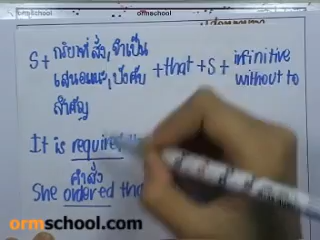 ormschool
S + กริยาที่ สั่ง, จำเป็น
เสนอแนะ, บังคับ + that + S + infinitive without to
สำคัญ
It is required
คำสั่ง
She ordered tha
ormschool.com